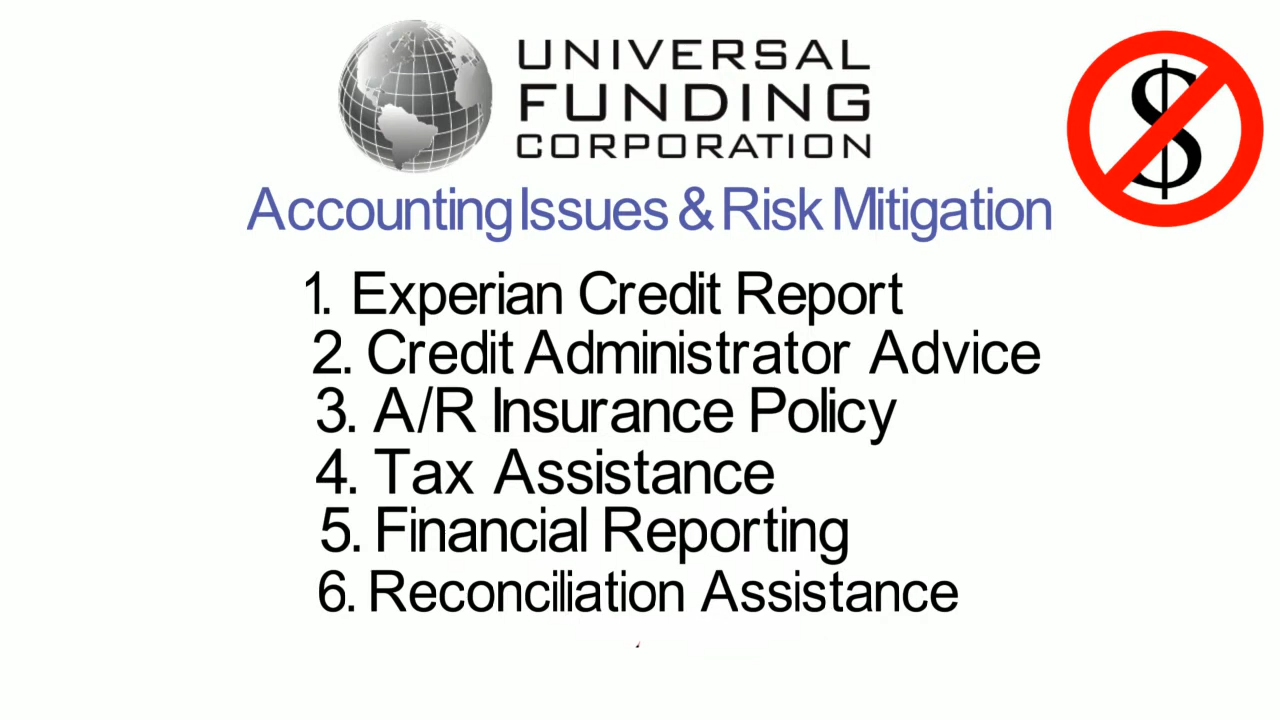 UNIVERSAL
FUNDING
CORPORATION
$
Accounting Issues & Risk Mitigation
1. Experian Credit Report
2. Credit Administrator Advice
3. A/R Insurance Policy
4. Tax Assistance
5. Financial Reporting
6. Reconciliation Assistance